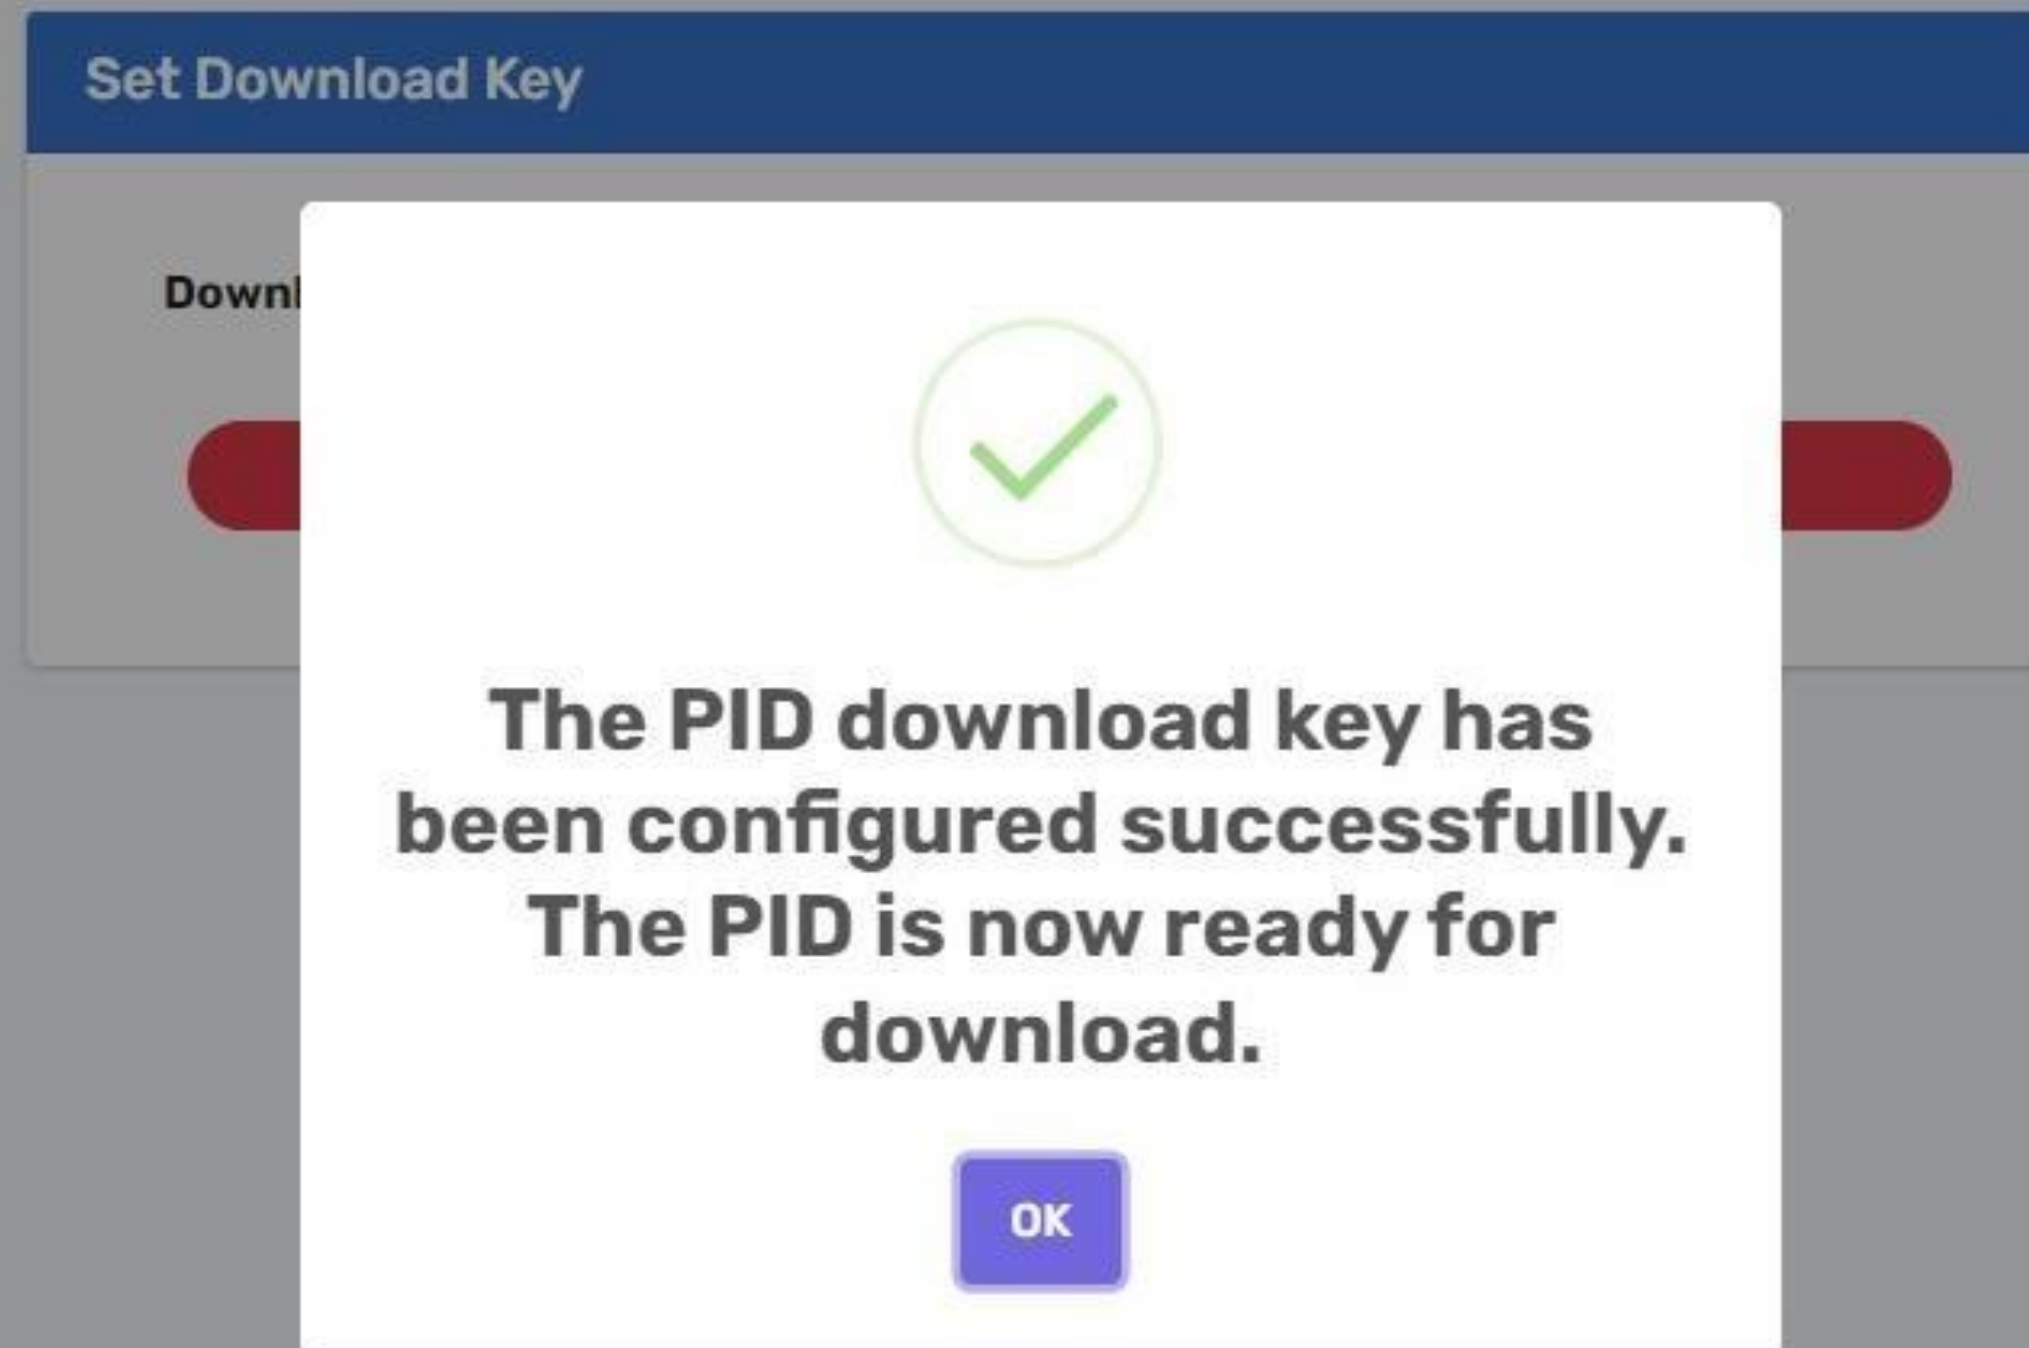 Set Download Key
Downl
The PID download key has
been configured successfully.
The PID is now ready for
download.
OK